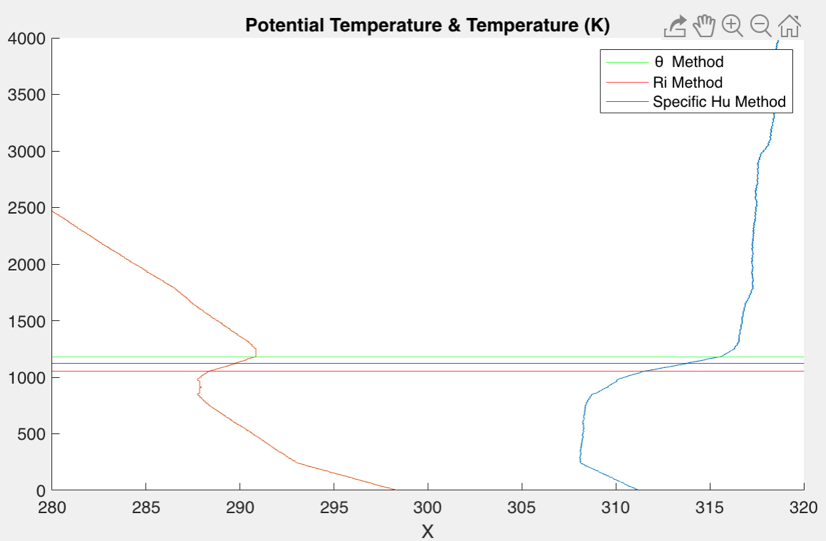 Potential Temperature & Temperature (K)
4000
3500
3000
2500
2000
1500
1000
500
0
θ Method
Ri Method
Specific Hu Method
280 285 290 295 300 305 310 315 320
X